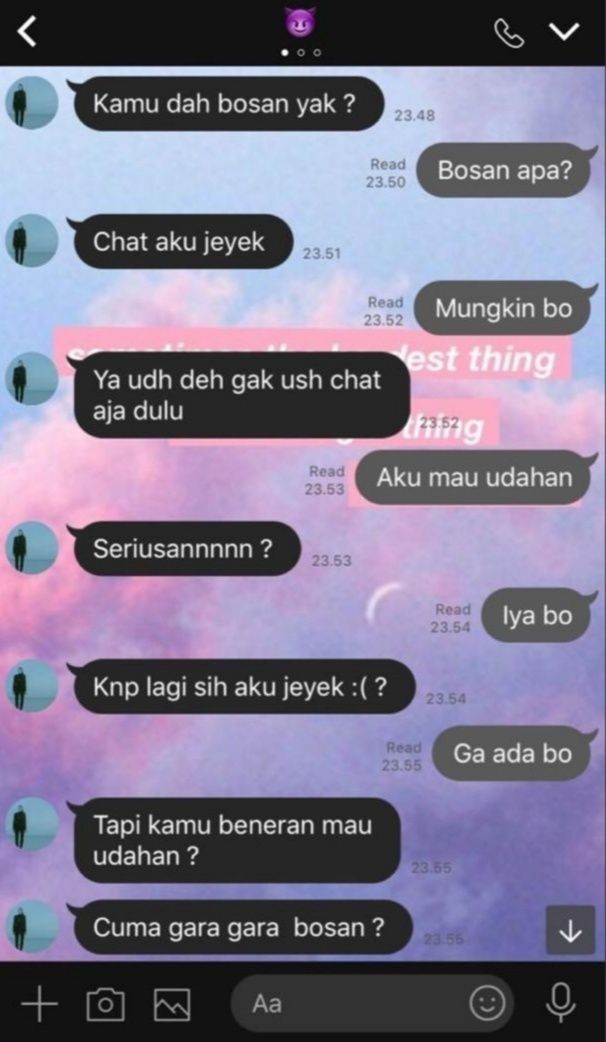 Kamu dah bosan yak ?
23.48
Read
23.50
Bosan apa?
Chat aku jeyek
23.51
Read
23.52
Mungkin bo
dest thing
Ya udh deh gak ush chat
aja dulu
23.52
thing
Read
23.53
Aku mau udahan
Seriusannnnn ?
23.53
Read
23.54
Iya bo
Knp lagi sih aku jeyek :( ?
23.54
Read
23.55
Ga ada bo
Tapi kamu beneran mau
udahan ?
23.55
Cuma gara gara bosan ?
23.55
Aa